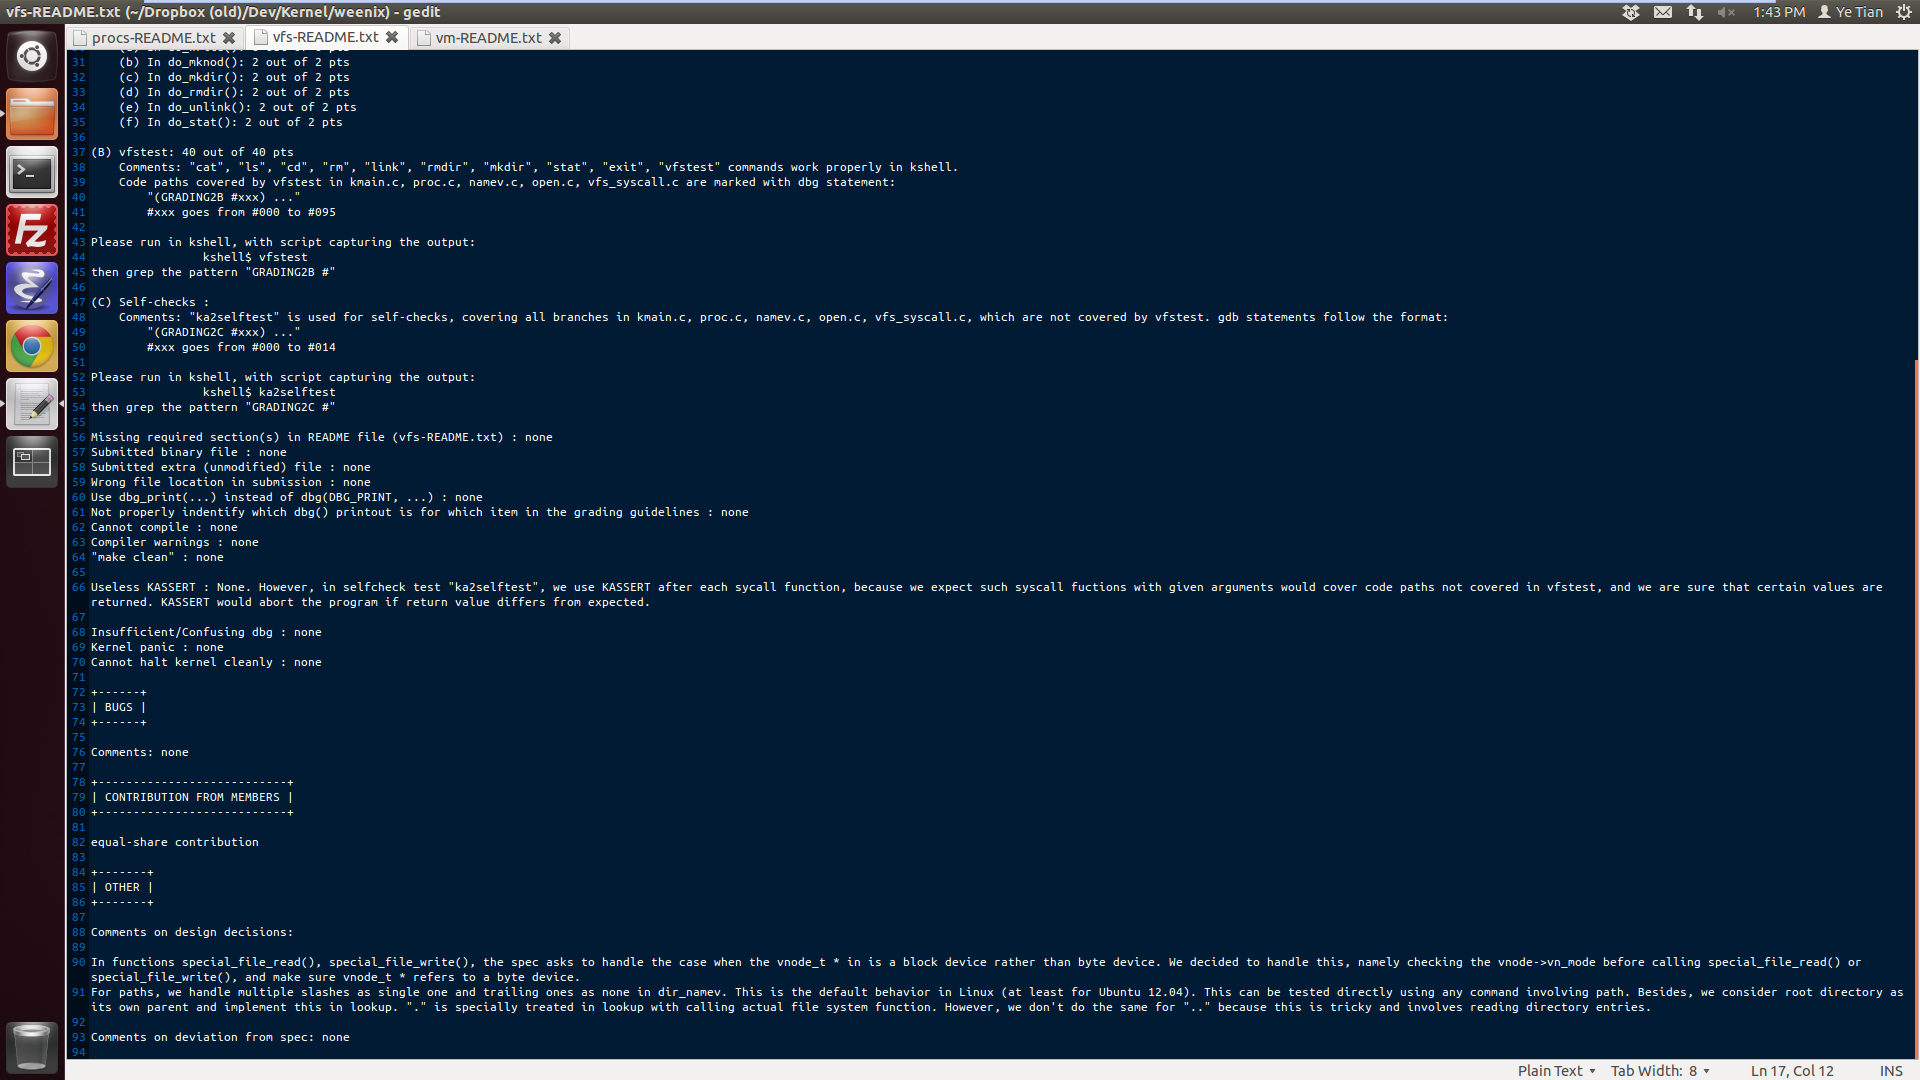 vfs-README.txt (~/Dropbox (old)/Dev/Kernel/weenix) - gedit
1:43 PM Ye Tian
procs-README.txt vfs-README.txt vm-README.txt
31 (b) In do_mknod(): 2 out of 2 pts
32 (c) In do_mkdir(): 2 out of 2 pts
33 (d) In do_rmdir(): 2 out of 2 pts
34 (e) In do_unlink(): 2 out of 2 pts
35 (f) In do_stat(): 2 out of 2 pts
36
37 (B) vfstest: 40 out of 40 pts
38 Comments: "cat", "ls", "cd", "rm", "link", "rmdir", "mkdir", "stat", "exit", "vfstest" commands work properly in kshell.
39 Code paths covered by vfstest in kmain.c, proc.c, namev.c, open.c, vfs_syscall.c are marked with dbg statement:
40 "(GRADING2B #xxx) ..."
41 #xxx goes from #000 to #095
42
43 Please run in kshell, with script capturing the output:
44 kshell$ vfstest
45 then grep the pattern "GRADING2B #"
46
47 (C) Self-checks :
48 Comments: "ka2selftest" is used for self-checks, covering all branches in kmain.c, proc.c, namev.c, open.c, vfs_syscall.c, which are not covered by vfstest. gdb statements follow the format:
49 "(GRADING2C #xxx) ..."
50 #xxx goes from #000 to #014
51
52 Please run in kshell, with script capturing the output:
53 kshell$ ka2selftest
54 then grep the pattern "GRADING2C #"
55
56 Missing required section(s) in README file (vfs-README.txt) : none
57 Submitted binary file : none
58 Submitted extra (unmodified) file : none
59 Wrong file location in submission : none
60 Use dbg_print(...) instead of dbg(DBG_PRINT, ...) : none
61 Not properly indentify which dbg() printout is for which item in the grading guidelines : none
62 Cannot compile : none
63 Compiler warnings : none
64 "make clean" : none
65
66 Useless KASSERT : None. However, in selfcheck test "ka2selftest", we use KASSERT after each sycall function, because we expect such syscall fuctions with given arguments would cover code paths not covered in vfstest, and we are sure that certain values are
returned. KASSERT would abort the program if return value differs from expected.
67
68 Insufficient/Confusing dbg : none
69 Kernel panic : none
70 Cannot halt kernel cleanly : none
71
72 +------+
73 | BUGS |
74 +------+
75
76 Comments: none
77
78 +---------------------------+
79 | CONTRIBUTION FROM MEMBERS |
80 +---------------------------+
81
82 equal-share contribution
83
84 +-------+
85 | OTHER |
86 +-------+
87
88 Comments on design decisions:
89
90 In functions special_file_read(), special_file_write(), the spec asks to handle the case when the vnode_t * in is a block device rather than byte device. We decided to handle this, namely checking the vnode->vn_mode before calling special_file_read() or
special_file_write(), and make sure vnode_t * refers to a byte device.
91 For paths, we handle multiple slashes as single one and trailing ones as none in dir_namev. This is the default behavior in Linux (at least for Ubuntu 12.04). This can be tested directly using any command involving path. Besides, we consider root directory as
its own parent and implement this in lookup. "." is specially treated in lookup with calling actual file system function. However, we don't do the same for ".." because this is tricky and involves reading directory entries.
92
93 Comments on deviation from spec: none
94
Plain Text Tab Width: 8 Ln 17, Col 12 INS